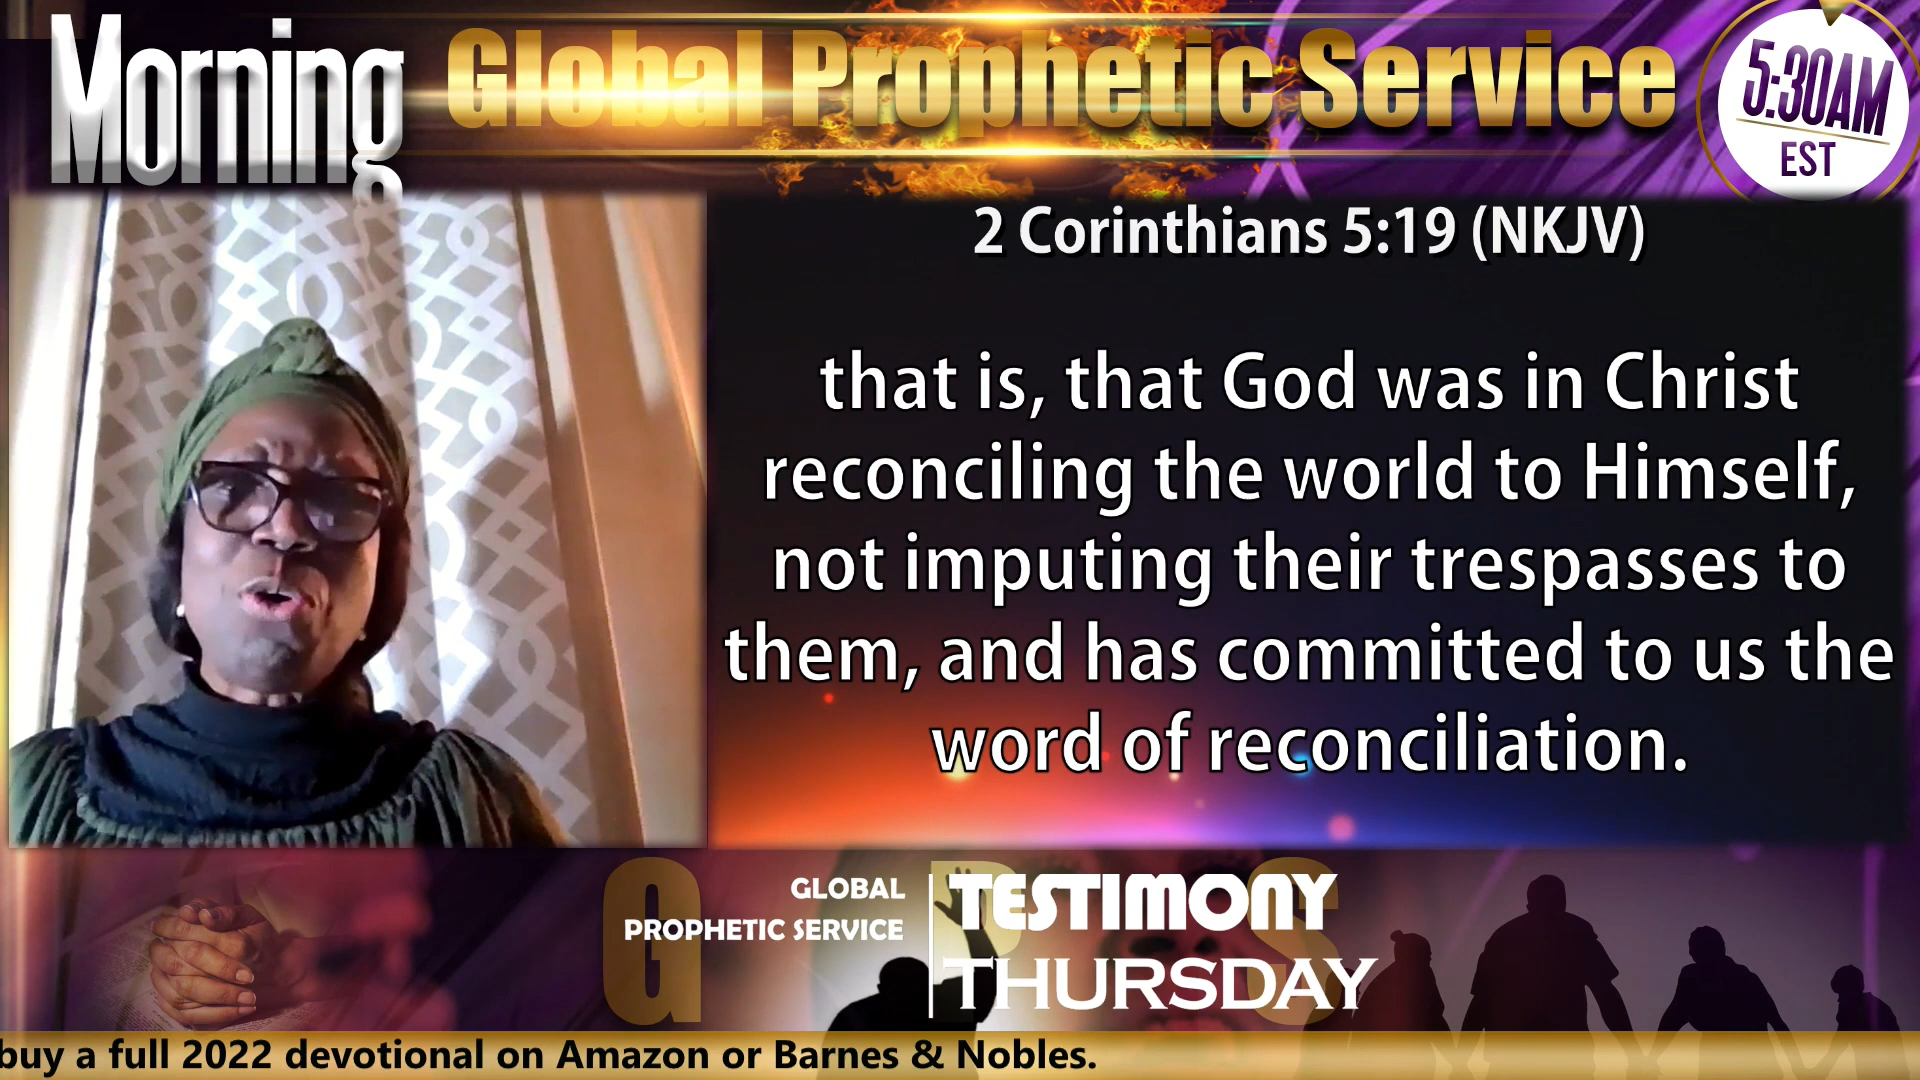 Morning Global Prophetic Service
5:30AM
EST
2 Corinthians 5:19 (NKJV)
that is, that God was in Christ
reconciling the world to Himself,
not imputing their trespasses to
them, and has committed to us the
word of reconciliation.
G P S
GLOBAL
PROPHETIC SERVICE
TESTIMONY
THURSDAY
buy a full 2022 devotional on Amazon or Barnes & Nobles.